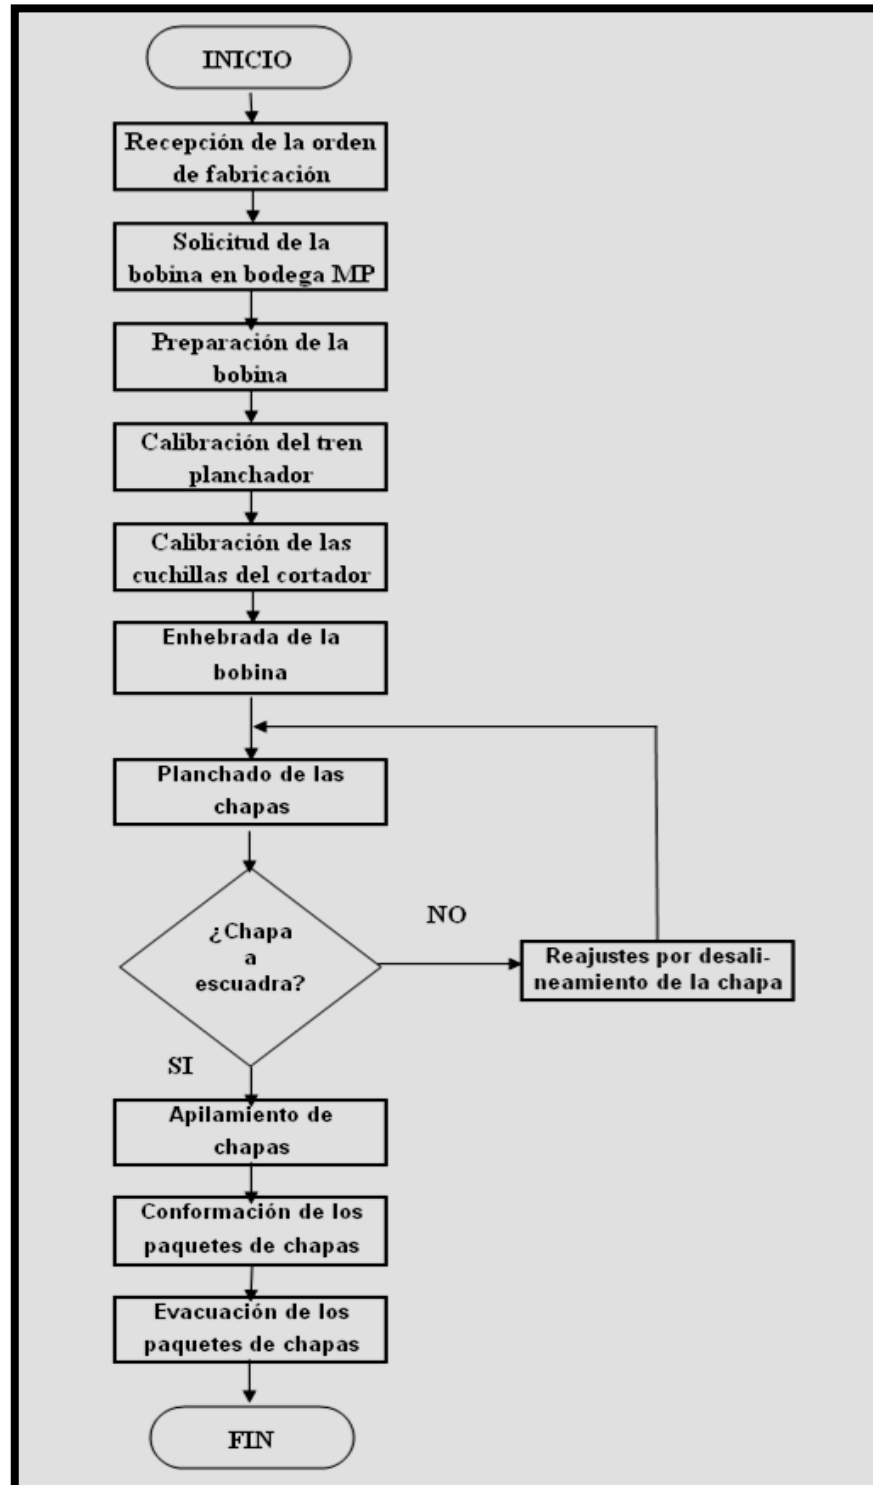 INICIO
Recepción de la orden
de fabricación
Solicitud de la
bobina en bodega MP
Preparación de la
bobina
Calibración del tren
planchador
Calibración de las
cuchillas del cortador
Enhebrada de la
bobina
Planchado de las
chapas
¿Chapa
a
escuadra?
NO
Reajustes por desali-
neamiento de la chapa
SI
Apilamiento de
chapas
Conformación de los
paquetes de chapas
Evacuación de los
paquetes de chapas
FIN